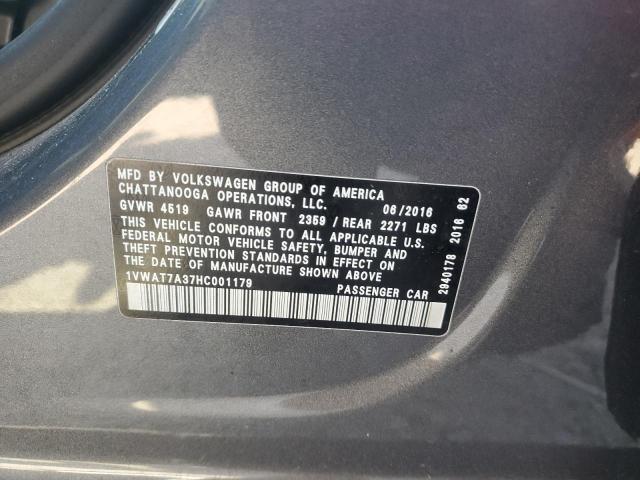 MFD BY VOLKSWAGEN GROUP OF AMERICA
CHATTANOOGA OPERATIONS, LLC. 06/2016
GVWR 4519 GAWR FRONT 2359 / REAR 2271 LBS
THIS VEHICLE CONFORMS TO ALL APPLICABLE U.S.
FEDERAL MOTOR VEHICLE SAFETY, BUMPER AND
THEFT PREVENTION STANDARDS IN EFFECT ON
THE DATE OF MANUFACTURE SHOWN ABOVE
1VWAT7A37HC001179 PASSENGER CAR
2940178 2016 82